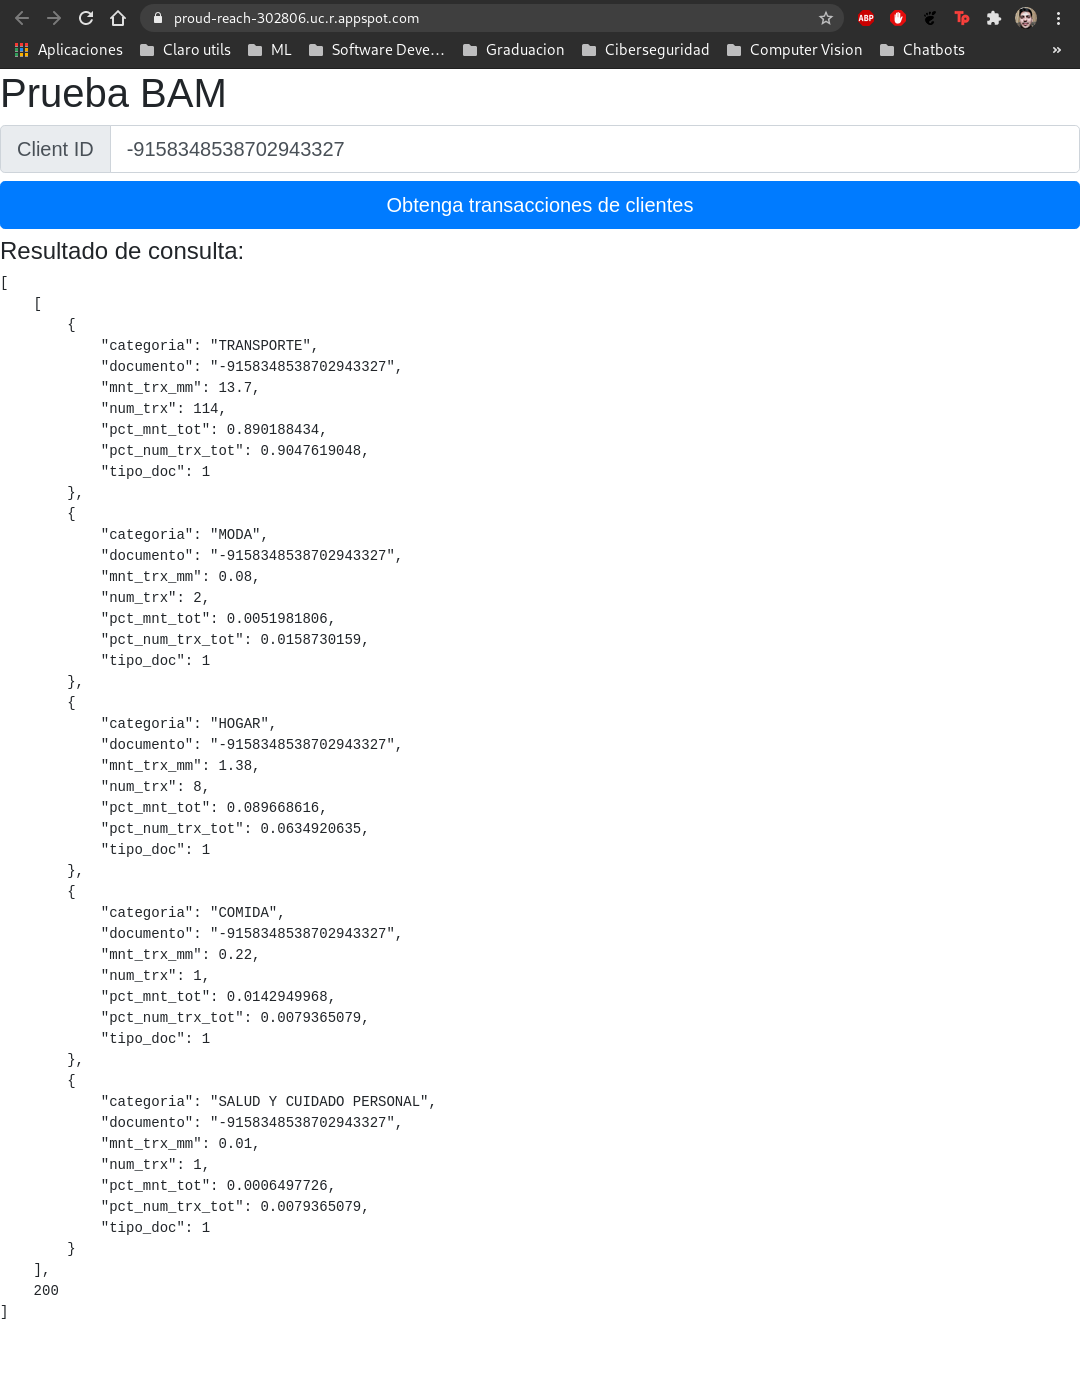 proud-reach-302806.uc.r.appspot.com
ABP
Tp
Aplicaciones
Claro utils
ML
Software Deve...
Graduacion
Ciberseguridad
Computer Vision
Chatbots
»
Prueba BAM
Client ID
-9158348538702943327
Obtenga transacciones de clientes
Resultado de consulta:
[
    [
        {
            "categoria": "TRANSPORTE",
            "documento": "-9158348538702943327",
            "mnt_trx_mm": 13.7,
            "num_trx": 114,
            "pct_mnt_tot": 0.890188434,
            "pct_num_trx_tot": 0.9047619048,
            "tipo_doc": 1
        },
        {
            "categoria": "MODA",
            "documento": "-9158348538702943327",
            "mnt_trx_mm": 0.08,
            "num_trx": 2,
            "pct_mnt_tot": 0.0051981806,
            "pct_num_trx_tot": 0.0158730159,
            "tipo_doc": 1
        },
        {
            "categoria": "HOGAR",
            "documento": "-9158348538702943327",
            "mnt_trx_mm": 1.38,
            "num_trx": 8,
            "pct_mnt_tot": 0.089668616,
            "pct_num_trx_tot": 0.0634920635,
            "tipo_doc": 1
        },
        {
            "categoria": "COMIDA",
            "documento": "-9158348538702943327",
            "mnt_trx_mm": 0.22,
            "num_trx": 1,
            "pct_mnt_tot": 0.0142949968,
            "pct_num_trx_tot": 0.0079365079,
            "tipo_doc": 1
        },
        {
            "categoria": "SALUD Y CUIDADO PERSONAL",
            "documento": "-9158348538702943327",
            "mnt_trx_mm": 0.01,
            "num_trx": 1,
            "pct_mnt_tot": 0.0006497726,
            "pct_num_trx_tot": 0.0079365079,
            "tipo_doc": 1
        }
    ],
    200
]